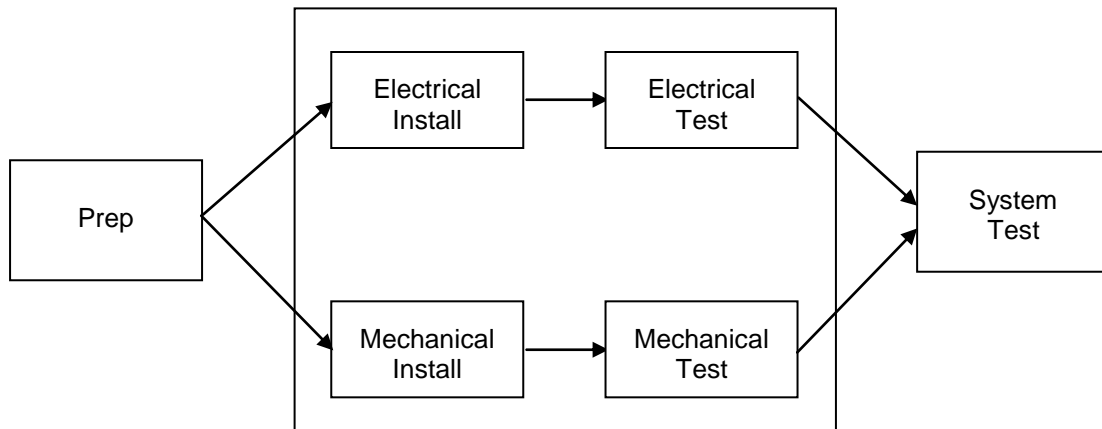 Prep
Electrical
Install
Electrical
Test
Mechanical
Install
Mechanical
Test
System
Test